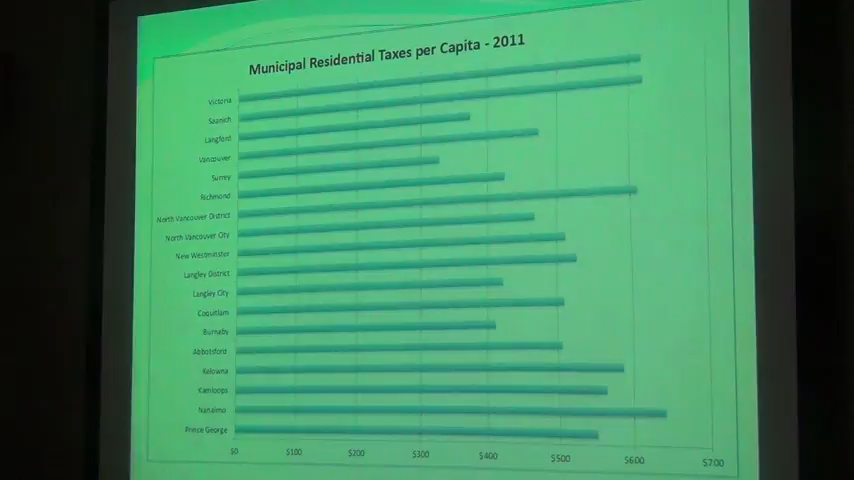 Municipal Residential Taxes per Capita - 2011
Victoria
Saanich
Langford
Vancouver
Surrey
Richmond
North Vancouver District
North Vancouver City
New Westminster
Langley District
Langley City
Coquitlam
Burnaby
Abbotsford
Kelowna
Kamloops
Nanaimo
Prince George
$0 $100 $200 $300 $400 $500 $600 $700